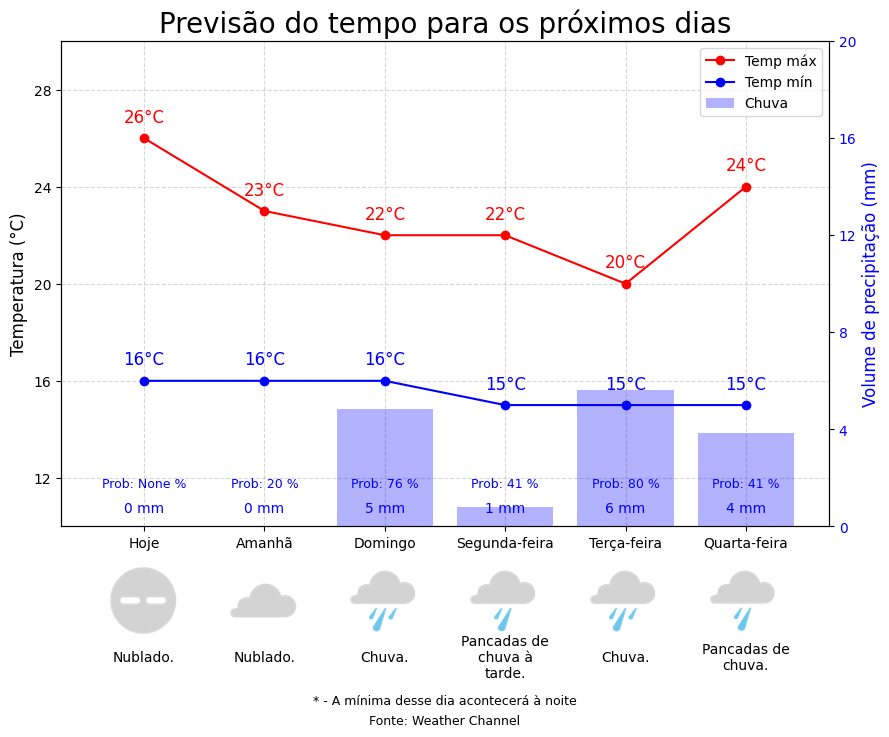 Previsão do tempo para os próximos dias
Temp máx
Temp mín
Chuva
Temperatura (°C)
28
24
20
16
12
Volume de precipitação (mm)
20
16
12
8
4
0
26°C
23°C
22°C
22°C
20°C
24°C
16°C
16°C
16°C
15°C
15°C
15°C
Prob: None %
Prob: 20 %
Prob: 76 %
Prob: 41 %
Prob: 80 %
Prob: 41 %
0 mm
0 mm
5 mm
1 mm
6 mm
4 mm
Hoje
Amanhã
Domingo
Segunda-feira
Terça-feira
Quarta-feira
Nublado.
Nublado.
Chuva.
Pancadas de
chuva à
tarde.
Chuva.
Pancadas de
chuva.
* - A mínima desse dia acontecerá à noite
Fonte: Weather Channel